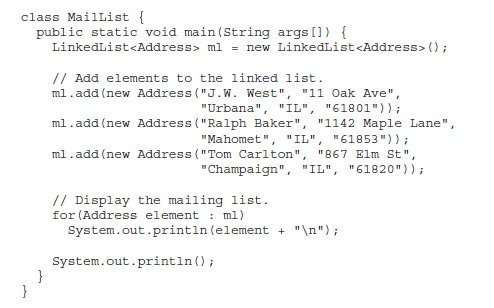 class MailList {
  public static void main(String args[]) {
    LinkedList<Address> ml = new LinkedList<Address>();

    // Add elements to the linked list.
    ml.add(new Address("J.W. West", "11 Oak Ave",
                       "Urbana", "IL", "61801"));
    ml.add(new Address("Ralph Baker", "1142 Maple Lane",
                       "Mahomet", "IL", "61853"));
    ml.add(new Address("Tom Carlton", "867 Elm St",
                       "Champaign", "IL", "61820"));

    // Display the mailing list.
    for(Address element : ml)
      System.out.println(element + "\n");

    System.out.println();
  }
}